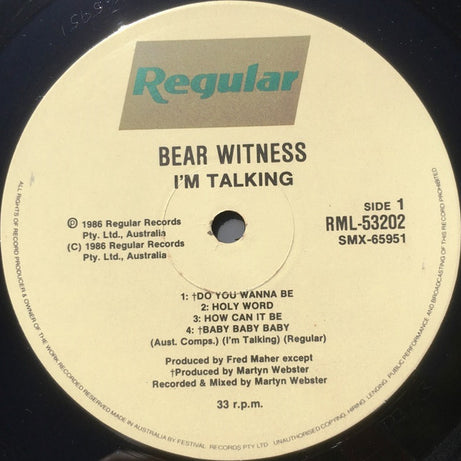 Regular
BEAR WITNESS
I'M TALKING
℗ 1986 Regular Records
Pty. Ltd., Australia
(C) 1986 Regular Records
Pty. Ltd., Australia
SIDE 1
RML-53202
SMX-65951
1: †DO YOU WANNA BE
2: HOLY WORD
3: HOW CAN IT BE
4: †BABY BABY BABY
(Aust. Comps.) (I'm Talking) (Regular)
Produced by Fred Maher except
†Produced by Martyn Webster
Recorded & Mixed by Martyn Webster
33 r.p.m.
ALL RIGHTS OF RECORD PRODUCER & OWNER OF THE WORK RECORDED RESERVED MADE IN AUSTRALIA BY FESTIVAL RECORDS PTY LTD UNAUTHORISED COPYING, HIRING, LENDING, PUBLIC PERFORMANCE AND BROADCASTING OF THIS RECORD PROHIBITED